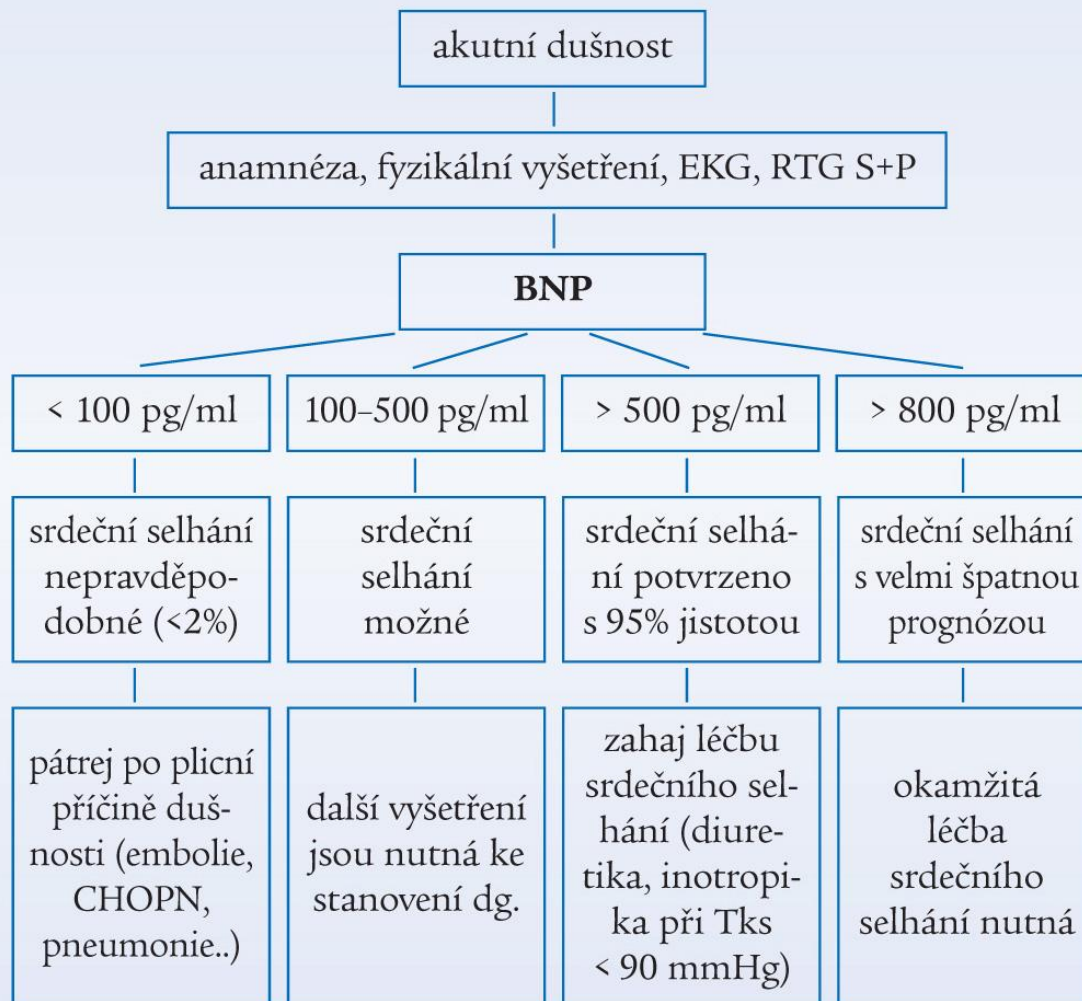 akutní dušnost
anamnéza, fyzikální vyšetření, EKG, RTG S+P
BNP
< 100 pg/ml
100–500 pg/ml
> 500 pg/ml
> 800 pg/ml
srdeční selhání
nepravděpo-
dobné (<2%)
srdeční
selhání
možné
srdeční selhá-
ní potvrzeno
s 95% jistotou
srdeční selhání
s velmi špatnou
prognózou
pátrej po plicní
příčině duš-
nosti (embolie,
CHOPN,
pneumonie..)
další vyšetření
jsou nutná ke
stanovení dg.
zahaj léčbu
srdečního sel-
hání (diure-
tika, inotropi-
ka při Tks
< 90 mmHg)
okamžitá
léčba
srdečního
selhání nutná